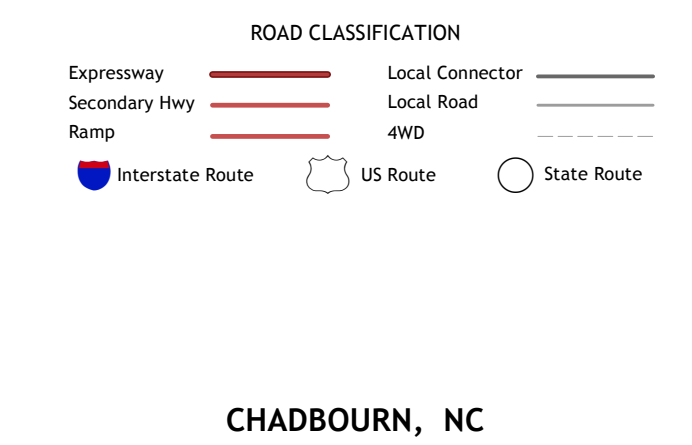 ROAD CLASSIFICATION
Expressway
Local Connector
Secondary Hwy
Local Road
Ramp
4WD
Interstate Route
US Route
State Route
CHADBOURN, NC